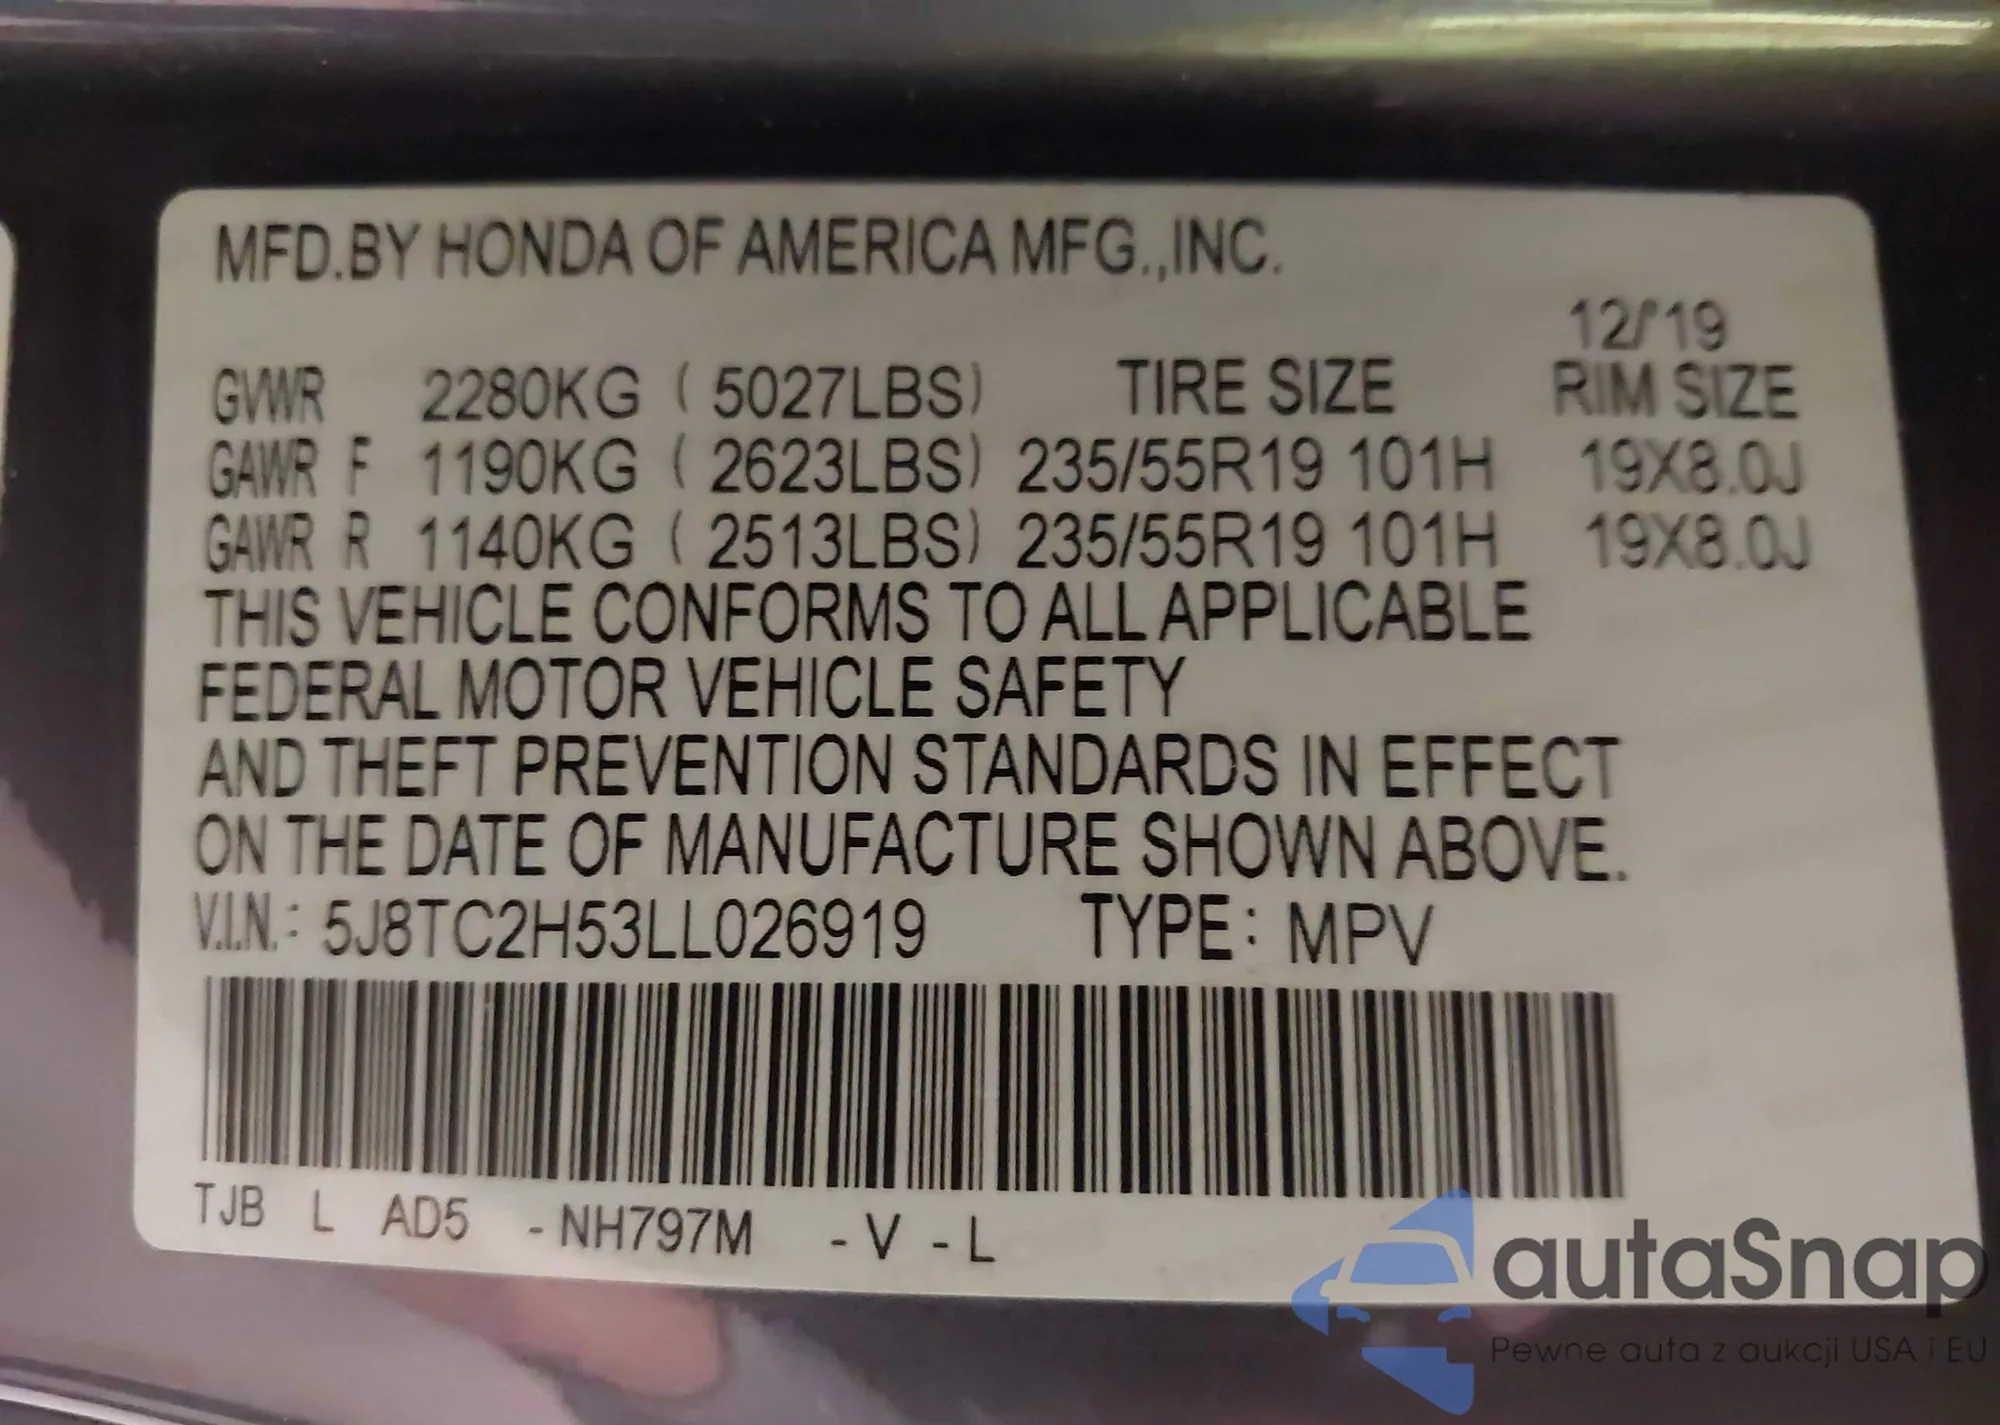 MFD.BY HONDA OF AMERICA MFG.,INC.
12/'19
GVWR 2280KG ( 5027LBS) TIRE SIZE RIM SIZE
GAWR F 1190KG ( 2623LBS) 235/55R19 101H 19X8.0J
GAWR R 1140KG ( 2513LBS) 235/55R19 101H 19X8.0J
THIS VEHICLE CONFORMS TO ALL APPLICABLE
FEDERAL MOTOR VEHICLE SAFETY
AND THEFT PREVENTION STANDARDS IN EFFECT
ON THE DATE OF MANUFACTURE SHOWN ABOVE.
V.I.N.: 5J8TC2H53LL026919 TYPE: MPV
TJB L AD5 -NH797M -V -L
autaSnap
Pewne auta z aukcji USA i EU